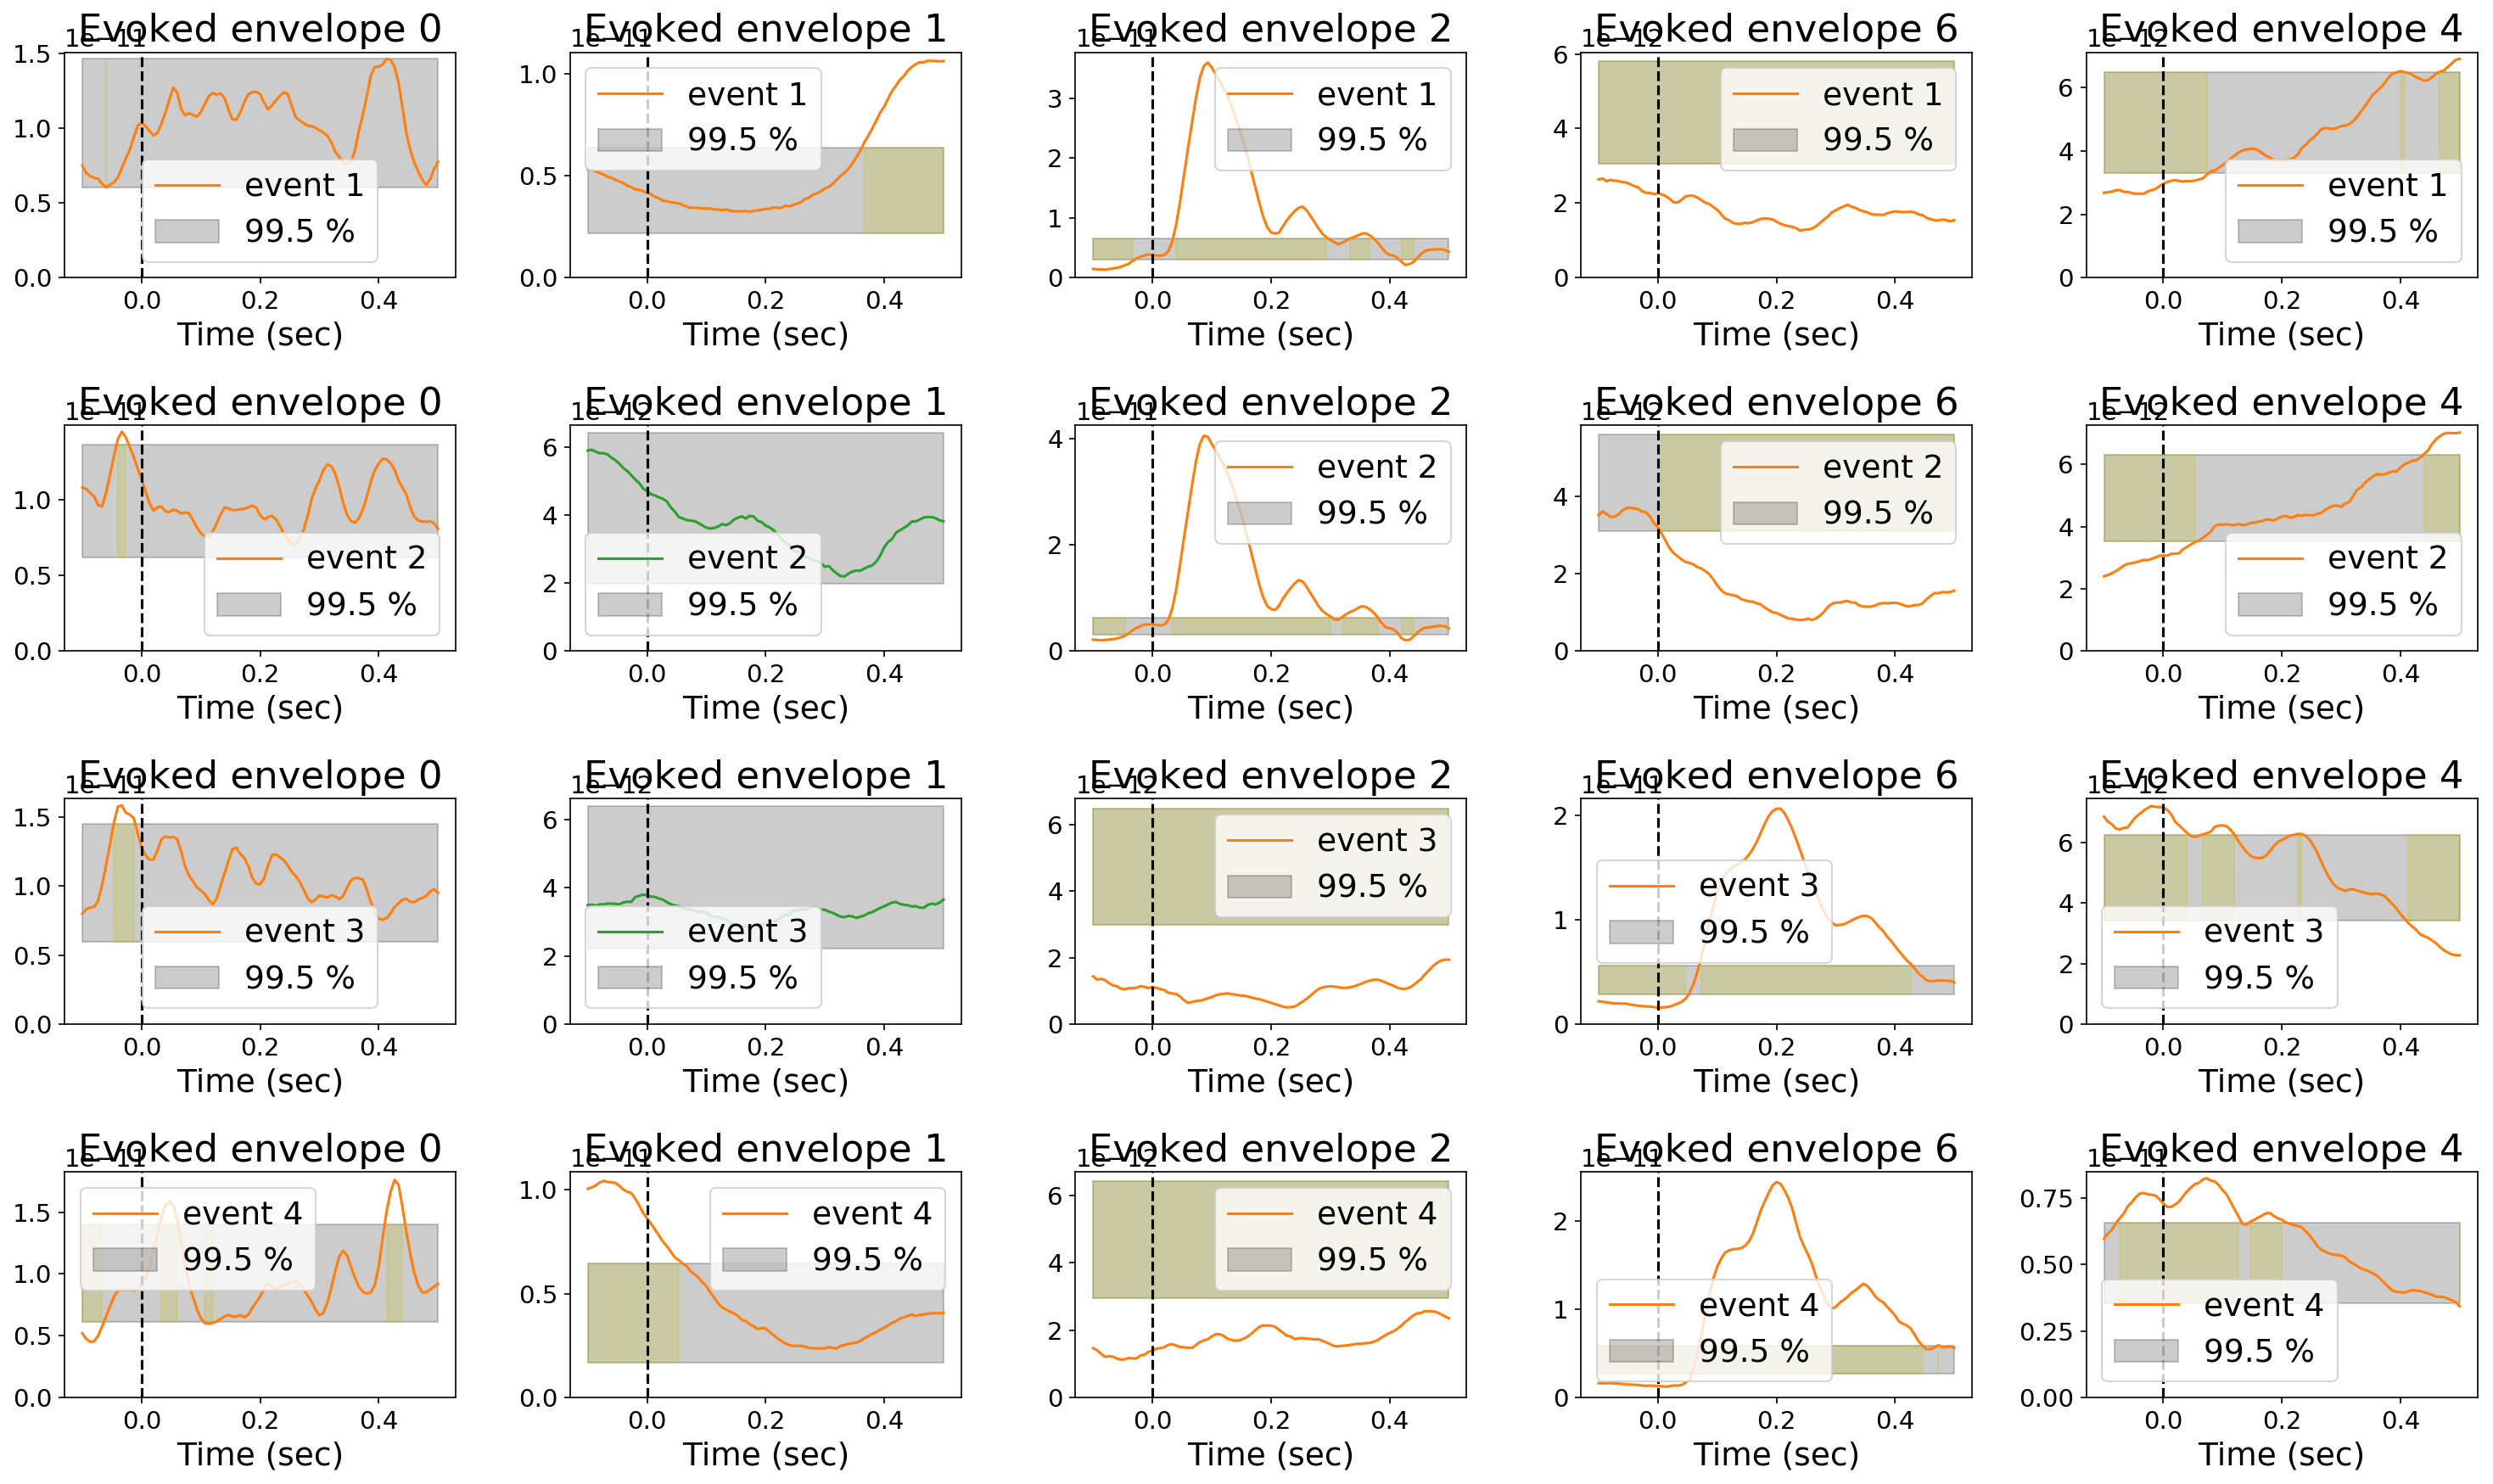 Evoked envelope 0 Evoked envelope 1 Evoked envelope 2 Evoked envelope 6 Evoked envelope 4
1e−11 1e−11 1e−11 1e−12 1e−12
1.5 1.0 0.5 0.0
1.0 0.5 0.0
3 2 1 0
6 4 2 0
6 4 2 0
event 1 event 1 event 1 event 1 event 1
99.5 % 99.5 % 99.5 % 99.5 % 99.5 %
0.0 0.2 0.4 0.0 0.2 0.4 0.0 0.2 0.4 0.0 0.2 0.4 0.0 0.2 0.4
Time (sec) Time (sec) Time (sec) Time (sec) Time (sec)
Evoked envelope 0 Evoked envelope 1 Evoked envelope 2 Evoked envelope 6 Evoked envelope 4
1e−11 1e−12 1e−11 1e−12 1e−12
1.0 0.5 0.0
6 4 2 0
4 2 0
4 2 0
6 4 2 0
event 2 event 2 event 2 event 2 event 2
99.5 % 99.5 % 99.5 % 99.5 % 99.5 %
0.0 0.2 0.4 0.0 0.2 0.4 0.0 0.2 0.4 0.0 0.2 0.4 0.0 0.2 0.4
Time (sec) Time (sec) Time (sec) Time (sec) Time (sec)
Evoked envelope 0 Evoked envelope 1 Evoked envelope 2 Evoked envelope 6 Evoked envelope 4
1e−11 1e−12 1e−12 1e−11 1e−12
1.5 1.0 0.5 0.0
6 4 2 0
6 4 2 0
2 1 0
6 4 2 0
event 3 event 3 event 3 event 3 event 3
99.5 % 99.5 % 99.5 % 99.5 % 99.5 %
0.0 0.2 0.4 0.0 0.2 0.4 0.0 0.2 0.4 0.0 0.2 0.4 0.0 0.2 0.4
Time (sec) Time (sec) Time (sec) Time (sec) Time (sec)
Evoked envelope 0 Evoked envelope 1 Evoked envelope 2 Evoked envelope 6 Evoked envelope 4
1e−11 1e−11 1e−12 1e−11 1e−11
1.5 1.0 0.5 0.0
1.0 0.5 0.0
6 4 2 0
2 1 0
0.75 0.50 0.25 0.00
event 4 event 4 event 4 event 4 event 4
99.5 % 99.5 % 99.5 % 99.5 % 99.5 %
0.0 0.2 0.4 0.0 0.2 0.4 0.0 0.2 0.4 0.0 0.2 0.4 0.0 0.2 0.4
Time (sec) Time (sec) Time (sec) Time (sec) Time (sec)